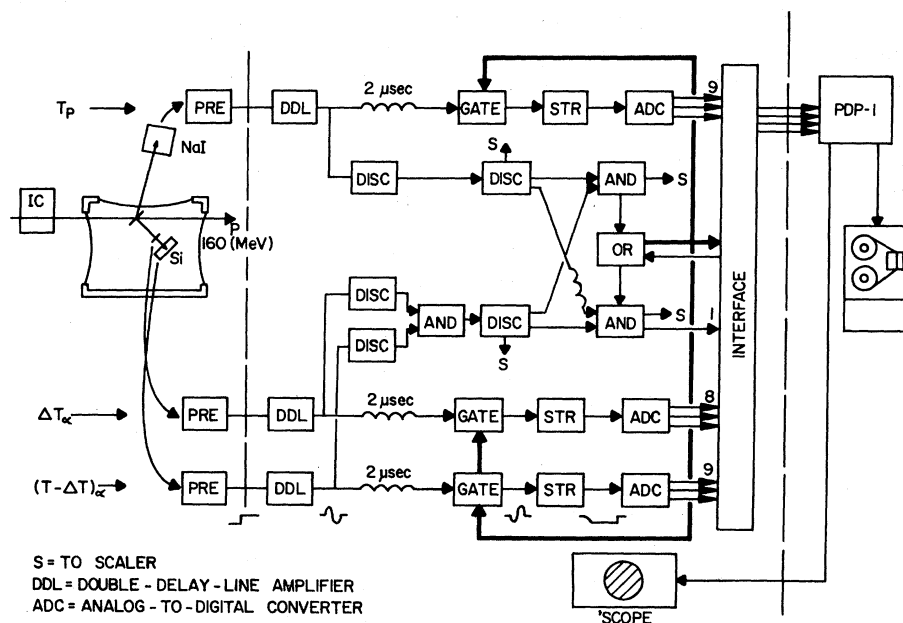 T_P
PRE
DDL
2 µsec
GATE
STR
ADC
9
PDP-1
NaI
IC
P
160 (MeV)
Si
DISC
S
DISC
AND
S
OR
DISC
DISC
AND
DISC
S
AND
S
1
INTERFACE
ΔT_α
PRE
DDL
2 µsec
GATE
STR
ADC
8
(T-ΔT)_α
PRE
DDL
2 µsec
GATE
STR
ADC
9
S = TO SCALER
DDL = DOUBLE - DELAY - LINE AMPLIFIER
ADC = ANALOG - TO - DIGITAL CONVERTER
'SCOPE